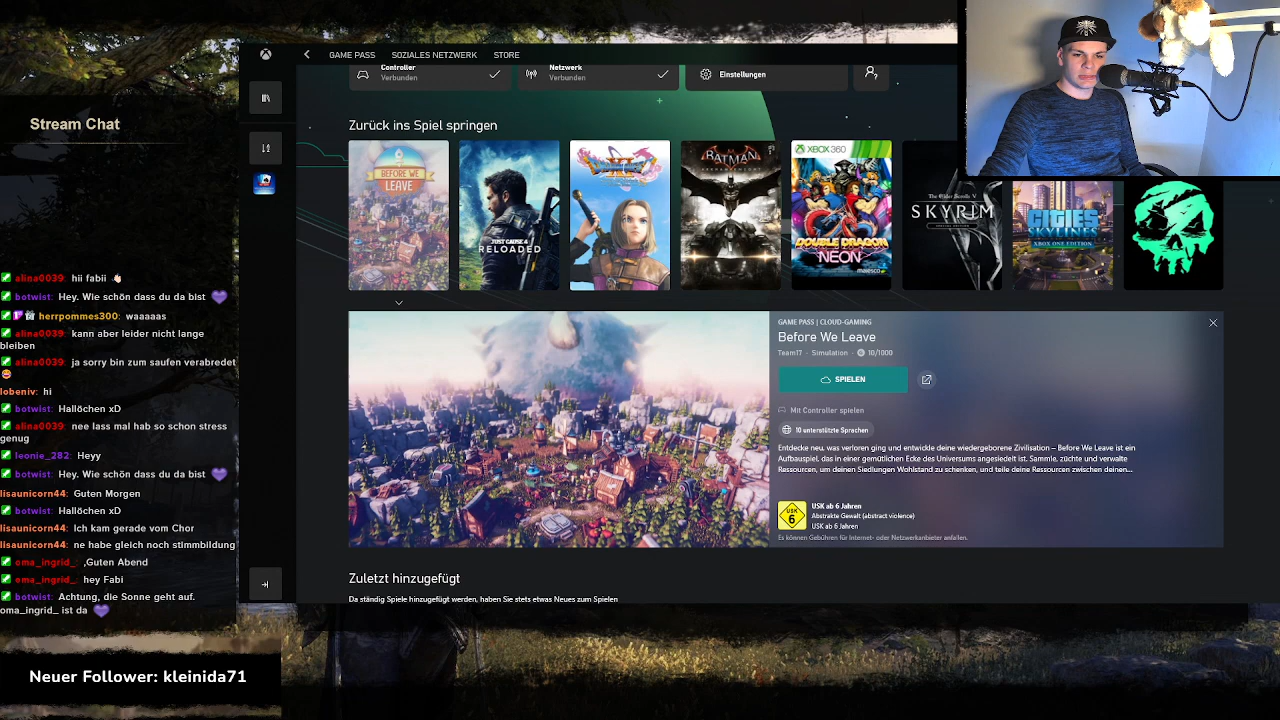 GAME PASS
SOZIALES NETZWERK
STORE
Controller
Verbunden
Netzwerk
Verbunden
Einstellungen
Zurück ins Spiel springen
BEFORE WE LEAVE
JUST CAUSE 4
RELOADED
BATMAN
XBOX 360
DOUBLE DRAGON
NEON
majesco
The Elder Scrolls V
SKYRIM
CITIES
SKYLINES
XBOX ONE EDITION
GAME PASS | CLOUD-GAMING
Before We Leave
Team17 · Simulation · G 10/1000
SPIELEN
Mit Controller spielen
10 unterstützte Sprachen
Entdecke neu, was verloren ging und entwickle deine wiedergeborene Zivilisation – Before We Leave ist ein
Aufbauspiel, das in einer gemütlichen Ecke des Universums angesiedelt ist. Sammle, züchte und verwalte
Ressourcen, um deinen Siedlungen Wohlstand zu schenken, und teile deine Ressourcen zwischen deinen...
USK
6
USK ab 6 Jahren
Abstrakte Gewalt (abstract violence)
USK ab 6 Jahren
Es können Gebühren für Internet- oder Netzwerkanbieter anfallen.
Zuletzt hinzugefügt
Da ständig Spiele hinzugefügt werden, haben Sie stets etwas Neues zum Spielen
Stream Chat
alina0039: hii fabii 👋🏻
botwist: Hey. Wie schön dass du da bist 💜
herrpommes300: waaaaas
alina0039: kann aber leider nicht lange
bleiben
alina0039: ja sorry bin zum saufen verabredet
😂
lobeniv: hi
botwist: Hallöchen xD
alina0039: nee lass mal hab so schon stress
genug
leonie_282: Heyy
botwist: Hey. Wie schön dass du da bist 💜
lisaunicorn44: Guten Morgen
botwist: Hallöchen xD
lisaunicorn44: Ich kam gerade vom Chor
lisaunicorn44: ne habe gleich noch stimmbildung
oma_ingrid_: ,Guten Abend
oma_ingrid_: hey Fabi
botwist: Achtung, die Sonne geht auf.
oma_ingrid_ ist da 💜
Neuer Follower: kleinida71